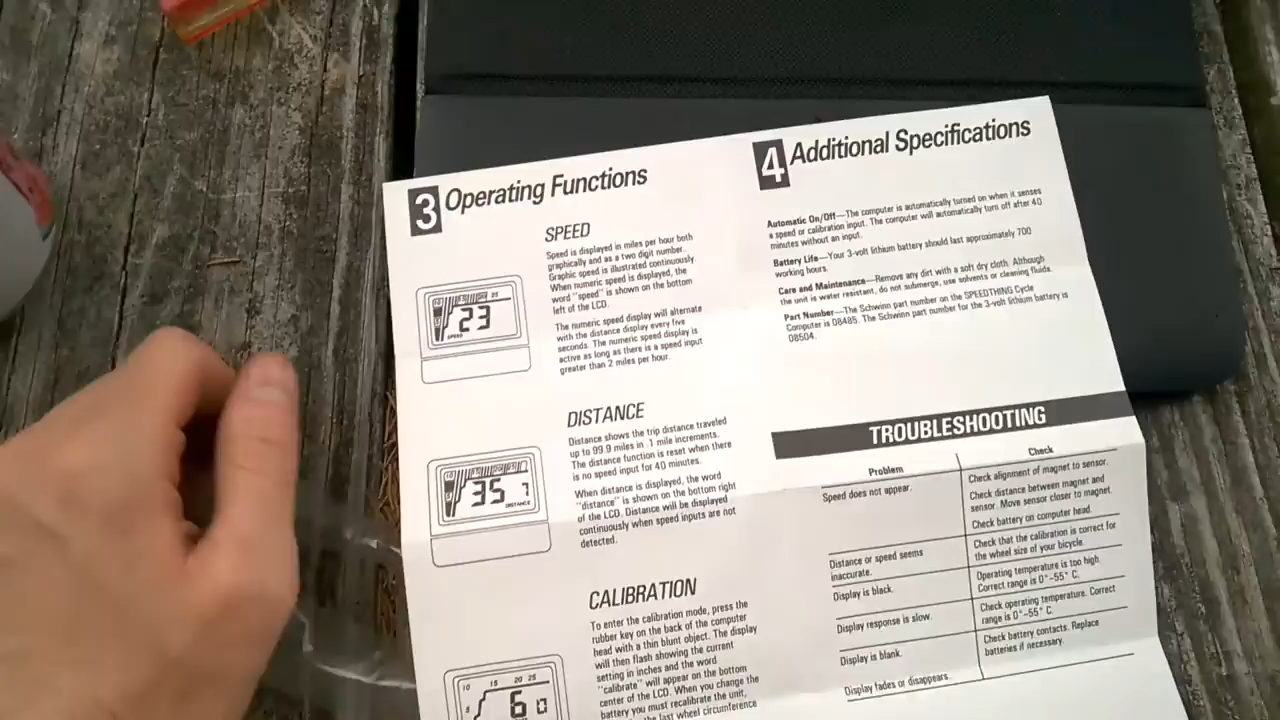 3 Operating Functions
SPEED
Speed is displayed in miles per hour both
graphically and as a two digit number.
Graphic speed is illustrated continuously.
When numeric speed is displayed, the
word "speed" is shown on the bottom
left of the LCD.
The numeric speed display will alternate
with the distance display every five
seconds. The numeric speed display is
active as long as there is a speed input
greater than 2 miles per hour.
25
23
SPEED
DISTANCE
Distance shows the trip distance traveled
up to 99.9 miles in .1 mile increments.
The distance function is reset when there
is no speed input for 40 minutes.
When distance is displayed, the word
"distance" is shown on the bottom right
of the LCD. Distance will be displayed
continuously when speed inputs are not
detected.
35 7
DISTANCE
CALIBRATION
To enter the calibration mode, press the
rubber key on the back of the computer
head with a thin blunt object. The display
will then flash showing the current
setting in inches and the word
"calibrate" will appear on the bottom
center of the LCD. When you change the
battery you must recalibrate the unit,
the last wheel circumference
10 15 20 25
5
6 0
4 Additional Specifications
Automatic On/Off—The computer is automatically turned on when it senses
a speed or calibration input. The computer will automatically turn off after 40
minutes without an input.
Battery Life—Your 3-volt lithium battery should last approximately 700
working hours.
Care and Maintenance—Remove any dirt with a soft dry cloth. Although
the unit is water resistant, do not submerge, use solvents or cleaning fluids.
Part Number—The Schwinn part number on the SPEEDTHING Cycle
Computer is 08485. The Schwinn part number for the 3-volt lithium battery is
08504.
TROUBLESHOOTING
Problem Check
Speed does not appear. Check alignment of magnet to sensor.
Check distance between magnet and
sensor. Move sensor closer to magnet.
Check battery on computer head.
Distance or speed seems
inaccurate.
Check that the calibration is correct for
the wheel size of your bicycle.
Display is black. Operating temperature is too high
Correct range is 0°-55° C.
Display response is slow. Check operating temperature. Correct
range is 0°-55° C.
Display is blank. Check battery contacts. Replace
batteries if necessary.
Display fades or disappears.